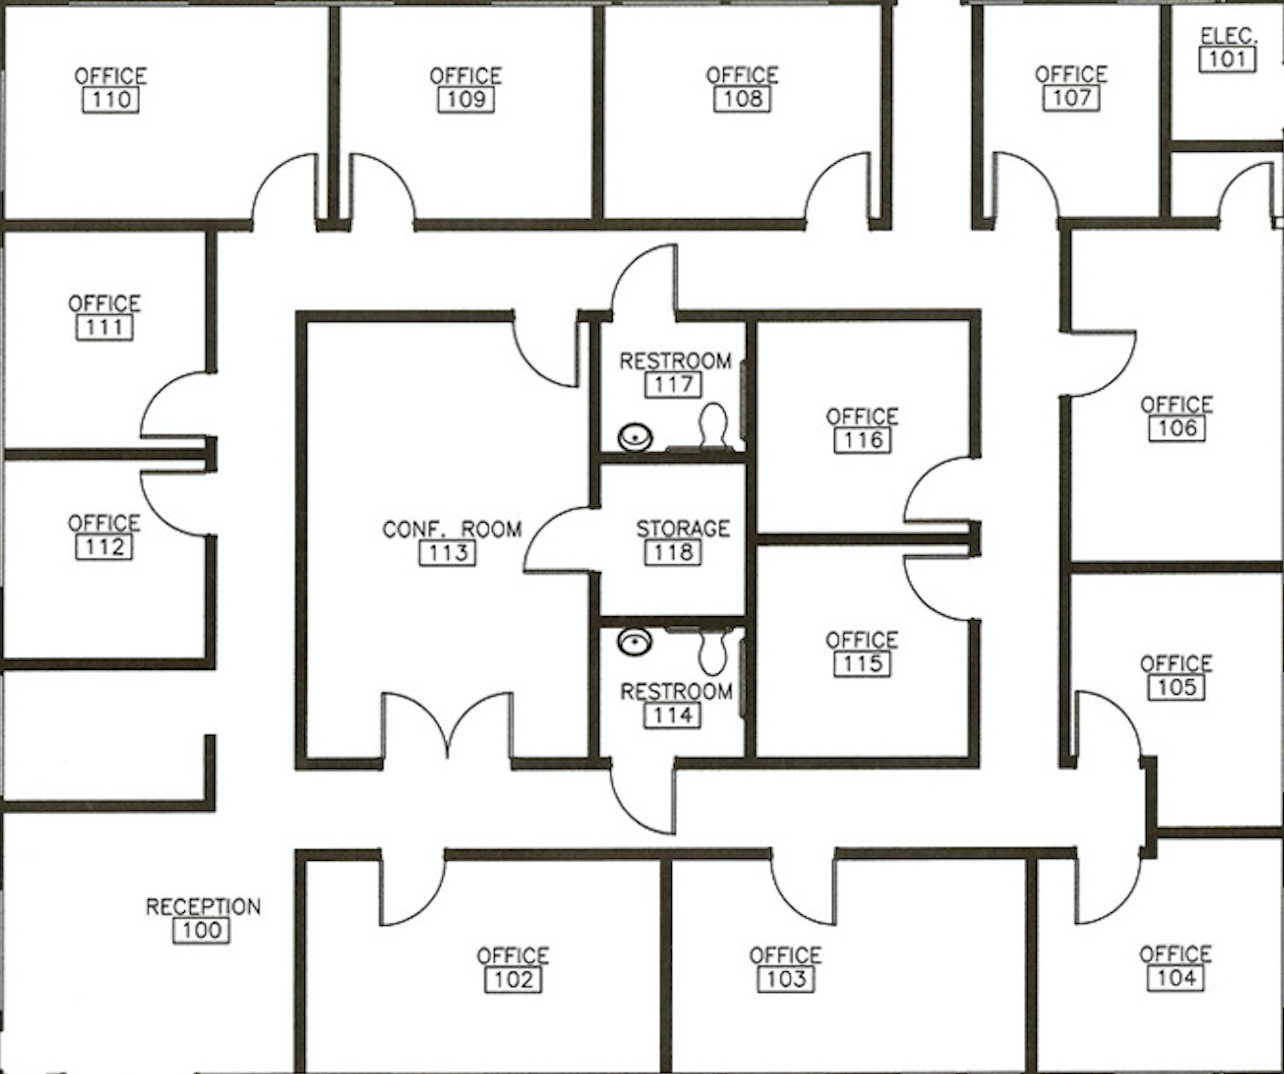 OFFICE
110
OFFICE
109
OFFICE
108
OFFICE
107
ELEC.
101
OFFICE
111
RESTROOM
117
OFFICE
116
OFFICE
106
OFFICE
112
CONF. ROOM
113
STORAGE
118
OFFICE
115
OFFICE
105
RESTROOM
114
RECEPTION
100
OFFICE
102
OFFICE
103
OFFICE
104